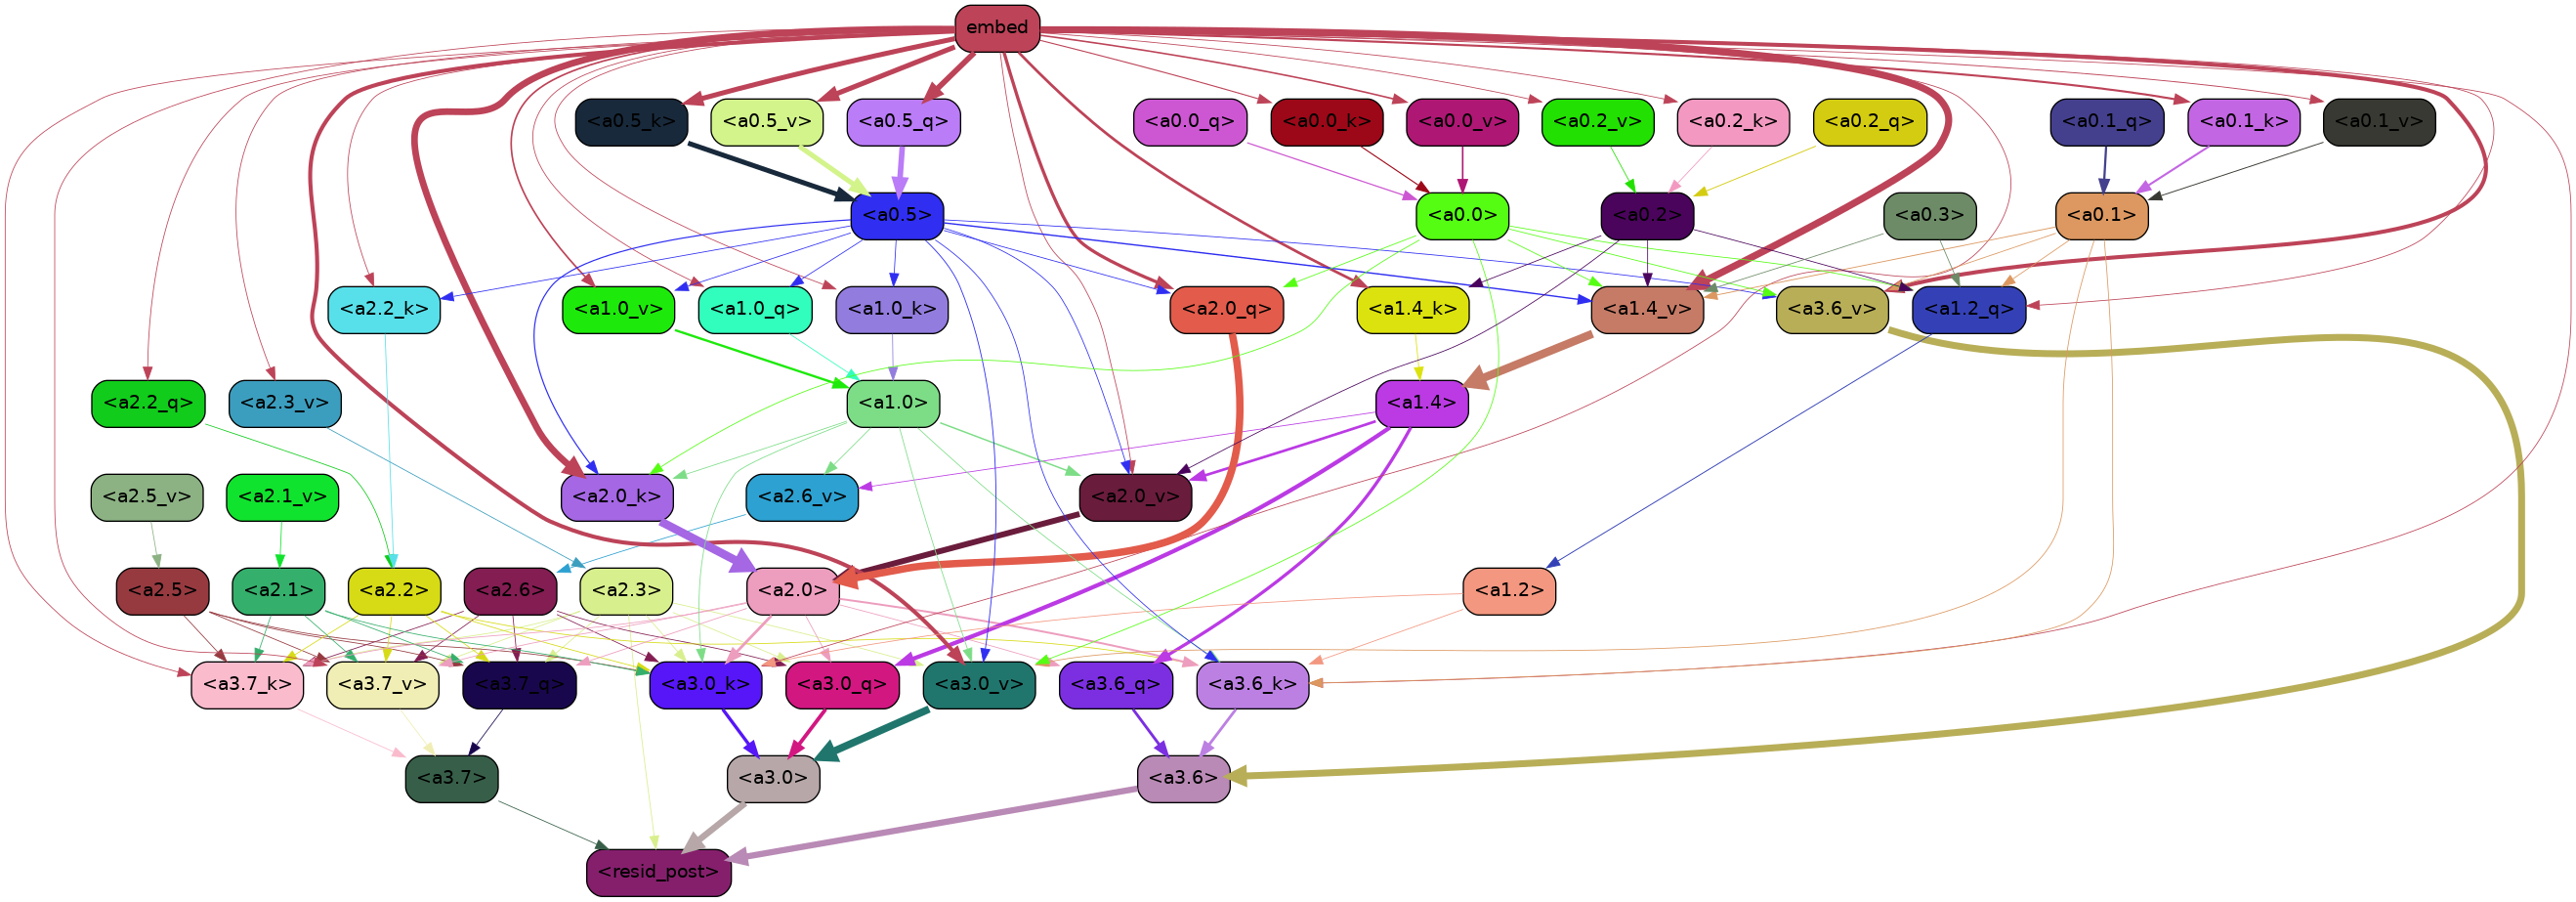 embed
<a0.5_k> <a0.5_v> <a0.5_q> <a0.0_q> <a0.0_k> <a0.0_v> <a0.2_v> <a0.2_k> <a0.2_q> <a0.1_q> <a0.1_k> <a0.1_v>
<a0.5> <a0.0> <a0.2> <a0.3> <a0.1>
<a2.2_k> <a1.0_v> <a1.0_q> <a1.0_k> <a2.0_q> <a1.4_k> <a1.4_v> <a3.6_v> <a1.2_q>
<a2.2_q> <a2.3_v> <a1.0> <a1.4>
<a2.5_v> <a2.1_v> <a2.0_k> <a2.6_v> <a2.0_v>
<a2.5> <a2.1> <a2.2> <a2.6> <a2.3> <a2.0> <a1.2>
<a3.7_k> <a3.7_v> <a3.7_q> <a3.0_k> <a3.0_q> <a3.0_v> <a3.6_q> <a3.6_k>
<a3.7> <a3.0> <a3.6>
<resid_post>